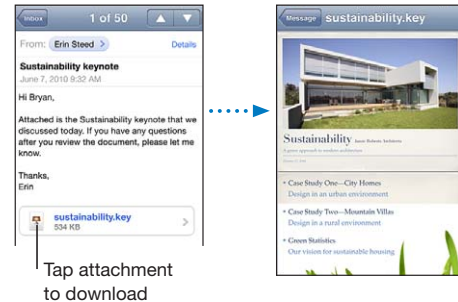 Inbox
1 of 50
From: Erin Steed >
Details
Sustainability keynote
June 7, 2010 9:32 AM
Hi Bryan,
Attached is the Sustainability keynote that we
discussed today. If you have any questions
after you review the document, please let me
know.
Thanks,
Erin
sustainability.key
534 KB
Tap attachment
to download
Message
sustainability.key
Sustainability
• Case Study One—City Homes
Design in an urban environment
• Case Study Two—Mountain Villas
Design in a rural environment
• Green Statistics
Our vision for sustainable housing